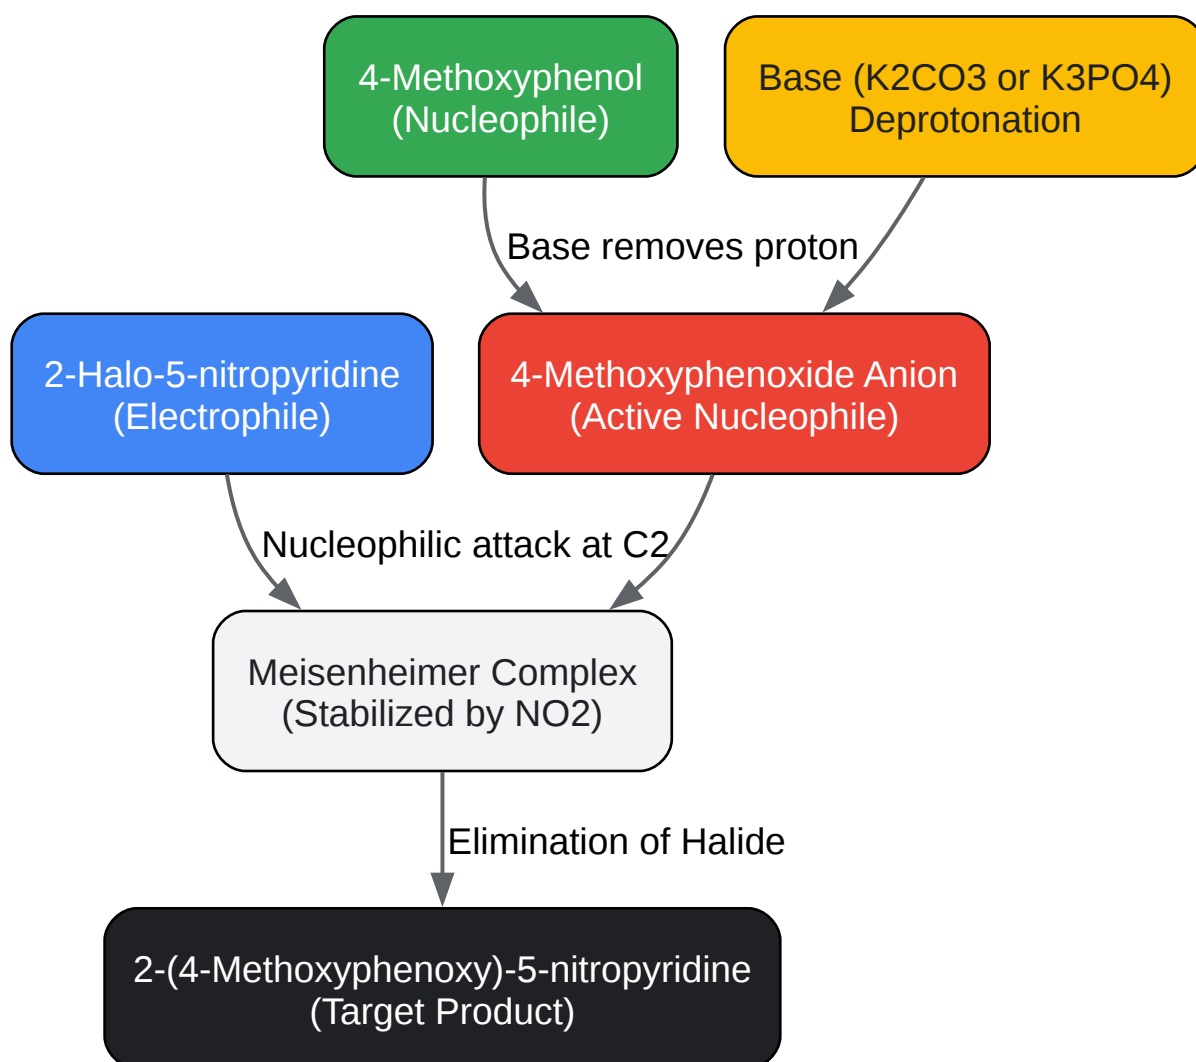 4-Methoxyphenol
(Nucleophile)
Base (K2CO3 or K3PO4)
Deprotonation
Base removes proton
2-Halo-5-nitropyridine
(Electrophile)
4-Methoxyphenoxide Anion
(Active Nucleophile)
Nucleophilic attack at C2
Meisenheimer Complex
(Stabilized by NO2)
Elimination of Halide
2-(4-Methoxyphenoxy)-5-nitropyridine
(Target Product)